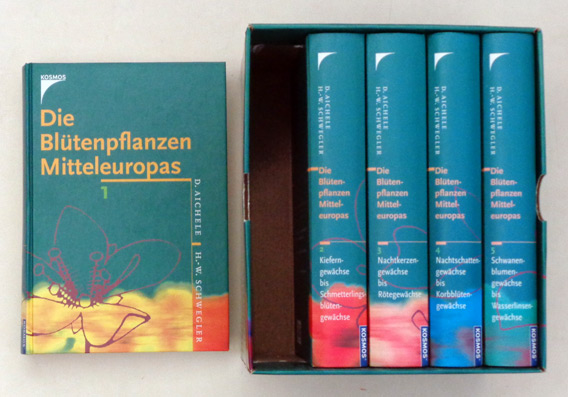 KOSMOS
Die
Blütenpflanzen
Mitteleuropas
1
D. AICHELE
H.-W. SCHWEGLER
D. AICHELE
H.-W. SCHWEGLER
Die
Blüten-
pflanzen
Mittel-
europas
2
Kiefern-
gewächse
bis
Schmetterlings-
blüten-
gewächse
KOSMOS
D. AICHELE
H.-W. SCHWEGLER
Die
Blüten-
pflanzen
Mittel-
europas
3
Nachtkerzen-
gewächse
bis
Rötegewächse
KOSMOS
D. AICHELE
H.-W. SCHWEGLER
Die
Blüten-
pflanzen
Mittel-
europas
4
Nachtschatten-
gewächse
bis
Korbblüten-
gewächse
KOSMOS
D. AICHELE
H.-W. SCHWEGLER
Die
Blüten-
pflanzen
Mittel-
europas
5
Schwanen-
blumen-
gewächse
bis
Wasserlinsen-
gewächse
KOSMOS